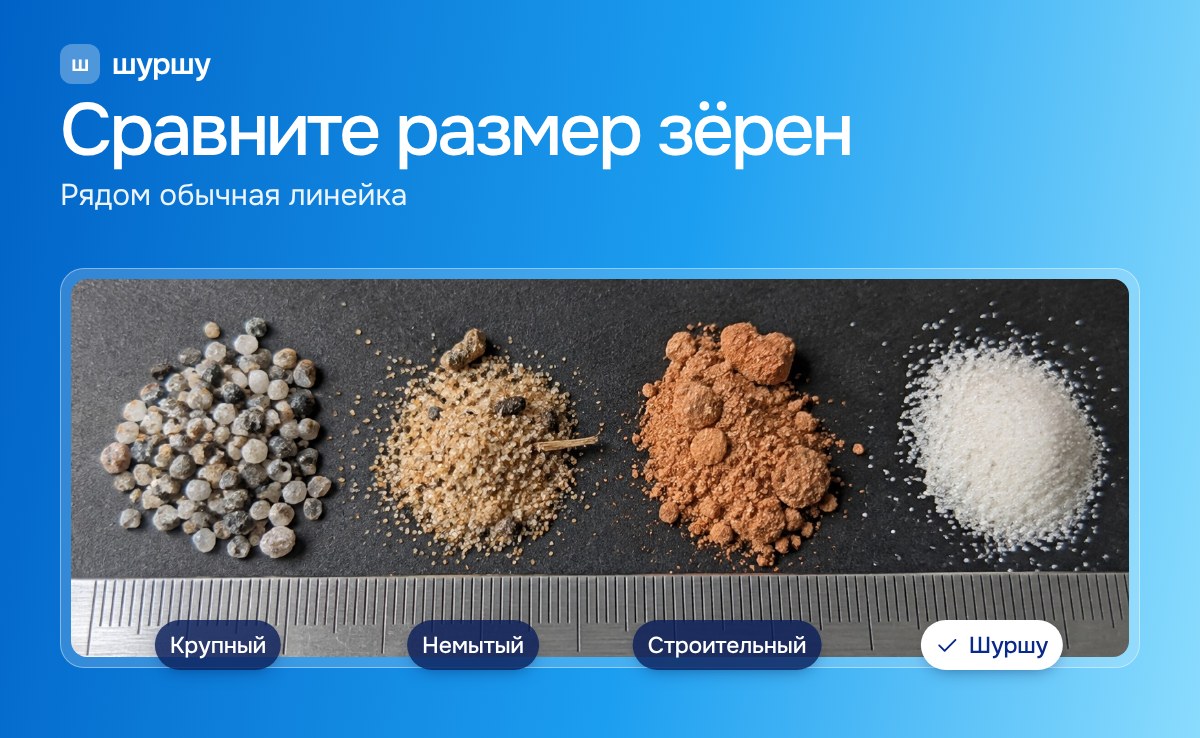 ш шуршу
Сравните размер зёрен
Рядом обычная линейка
Крупный
Немытый
Строительный
Шуршу